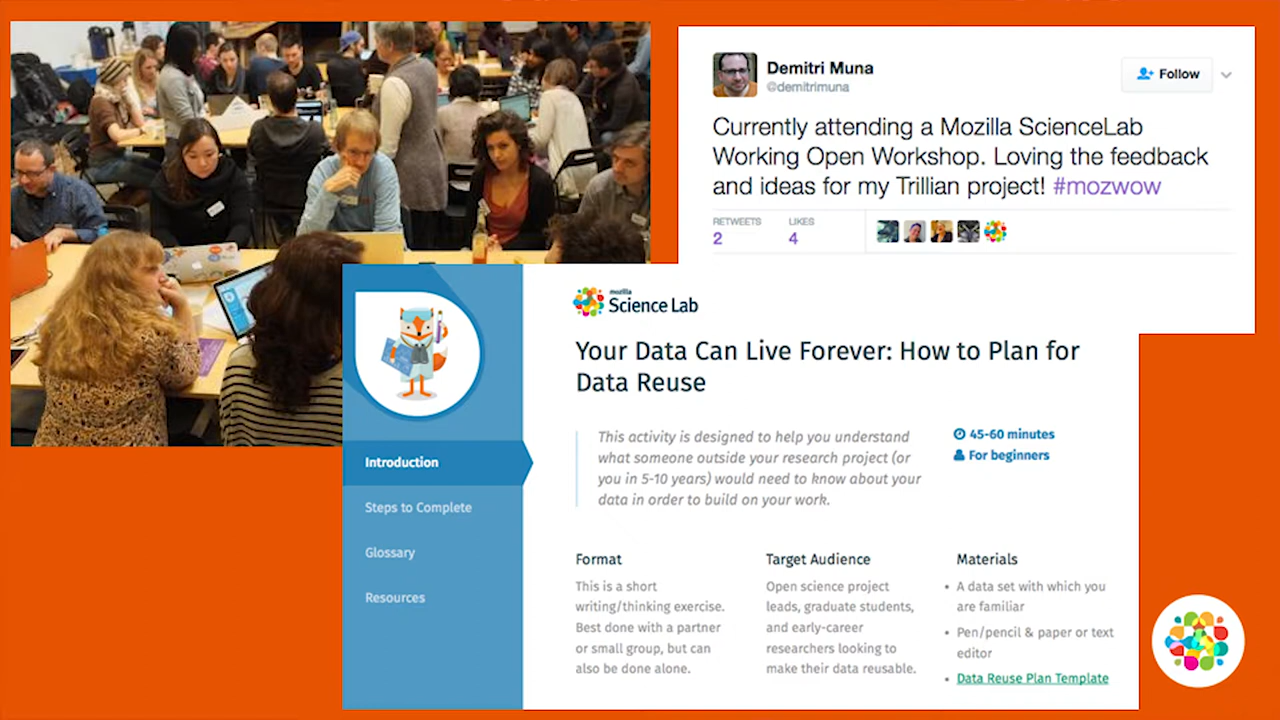 Demitri Muna
@demitrimuna
Follow
Currently attending a Mozilla ScienceLab
Working Open Workshop. Loving the feedback
and ideas for my Trillian project! #mozwow
RETWEETS
2
LIKES
4
mozilla
Science Lab
Your Data Can Live Forever: How to Plan for
Data Reuse
This activity is designed to help you understand
what someone outside your research project (or
you in 5-10 years) would need to know about your
data in order to build on your work.
45-60 minutes
For beginners
Introduction
Steps to Complete
Glossary
Resources
Format
This is a short
writing/thinking exercise.
Best done with a partner
or small group, but can
also be done alone.
Target Audience
Open science project
leads, graduate students,
and early-career
researchers looking to
make their data reusable.
Materials
• A data set with which you
are familiar
• Pen/pencil & paper or text
editor
• Data Reuse Plan Template